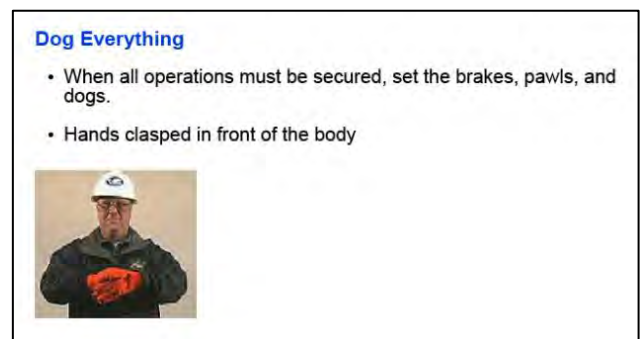 Dog Everything
• When all operations must be secured, set the brakes, pawls, and
dogs.
• Hands clasped in front of the body